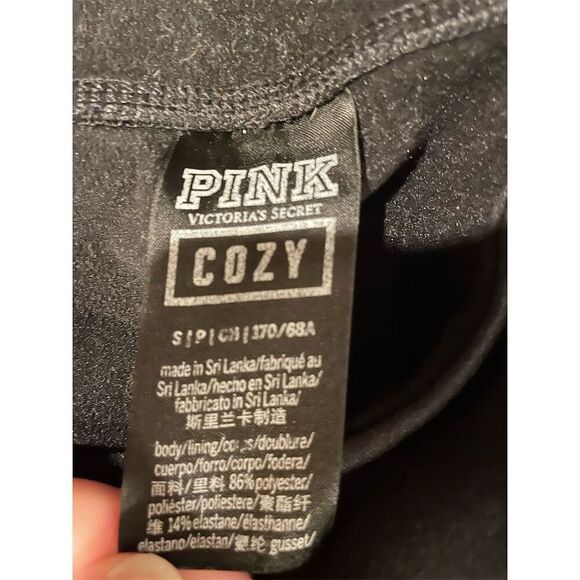 PINK
VICTORIA'S SECRET
COZY
S|P|CH|170/68A
made in Sri Lanka/fabriqué au
Sri Lanka/hecho en Sri Lanka/
fabbricato in Sri Lanka/
斯里兰卡制造
body/lining/corps/doublure/
cuerpo/forro/corpo/fodera/
面料/里料 86% polyester/
poliéster/poliestere/聚酯纤
维 14% elastane/élasthanne/
elastano/elastan/氨纶 gusset/